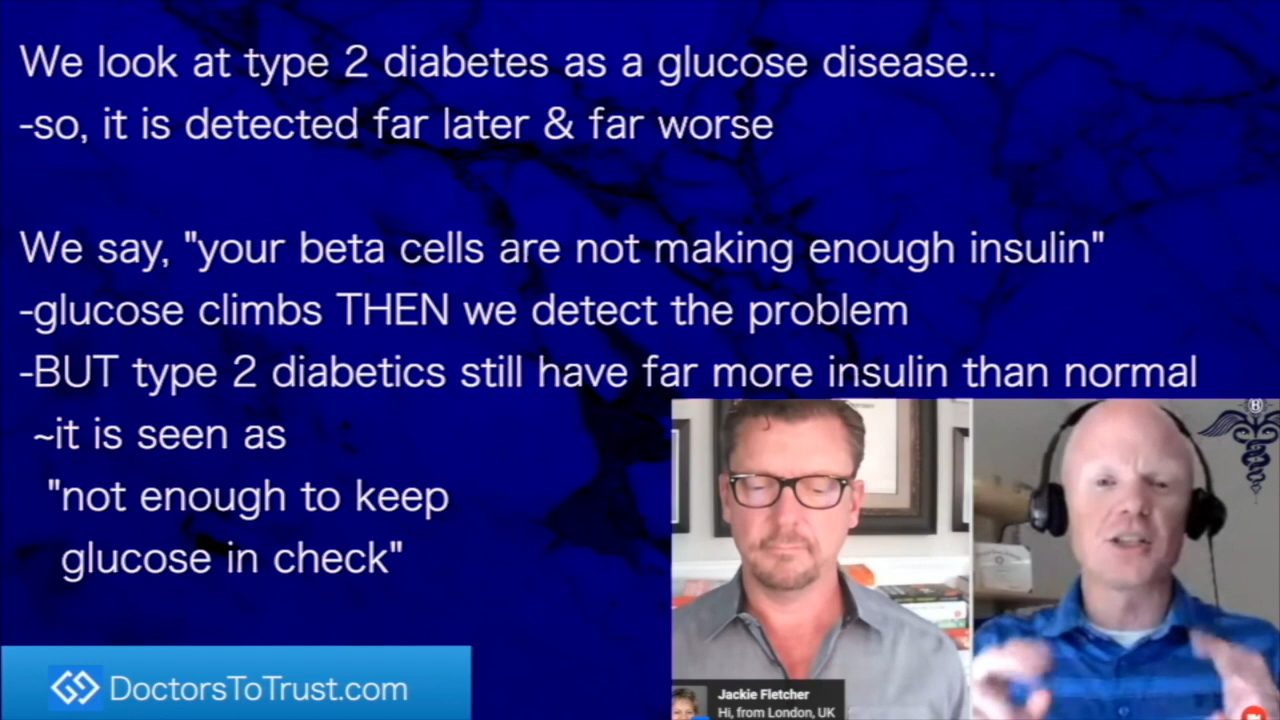 We look at type 2 diabetes as a glucose disease...
-so, it is detected far later & far worse
We say, "your beta cells are not making enough insulin"
-glucose climbs THEN we detect the problem
-BUT type 2 diabetics still have far more insulin than normal
~it is seen as
"not enough to keep
glucose in check"
DoctorsToTrust.com
Jackie Fletcher
Hi, from London, UK